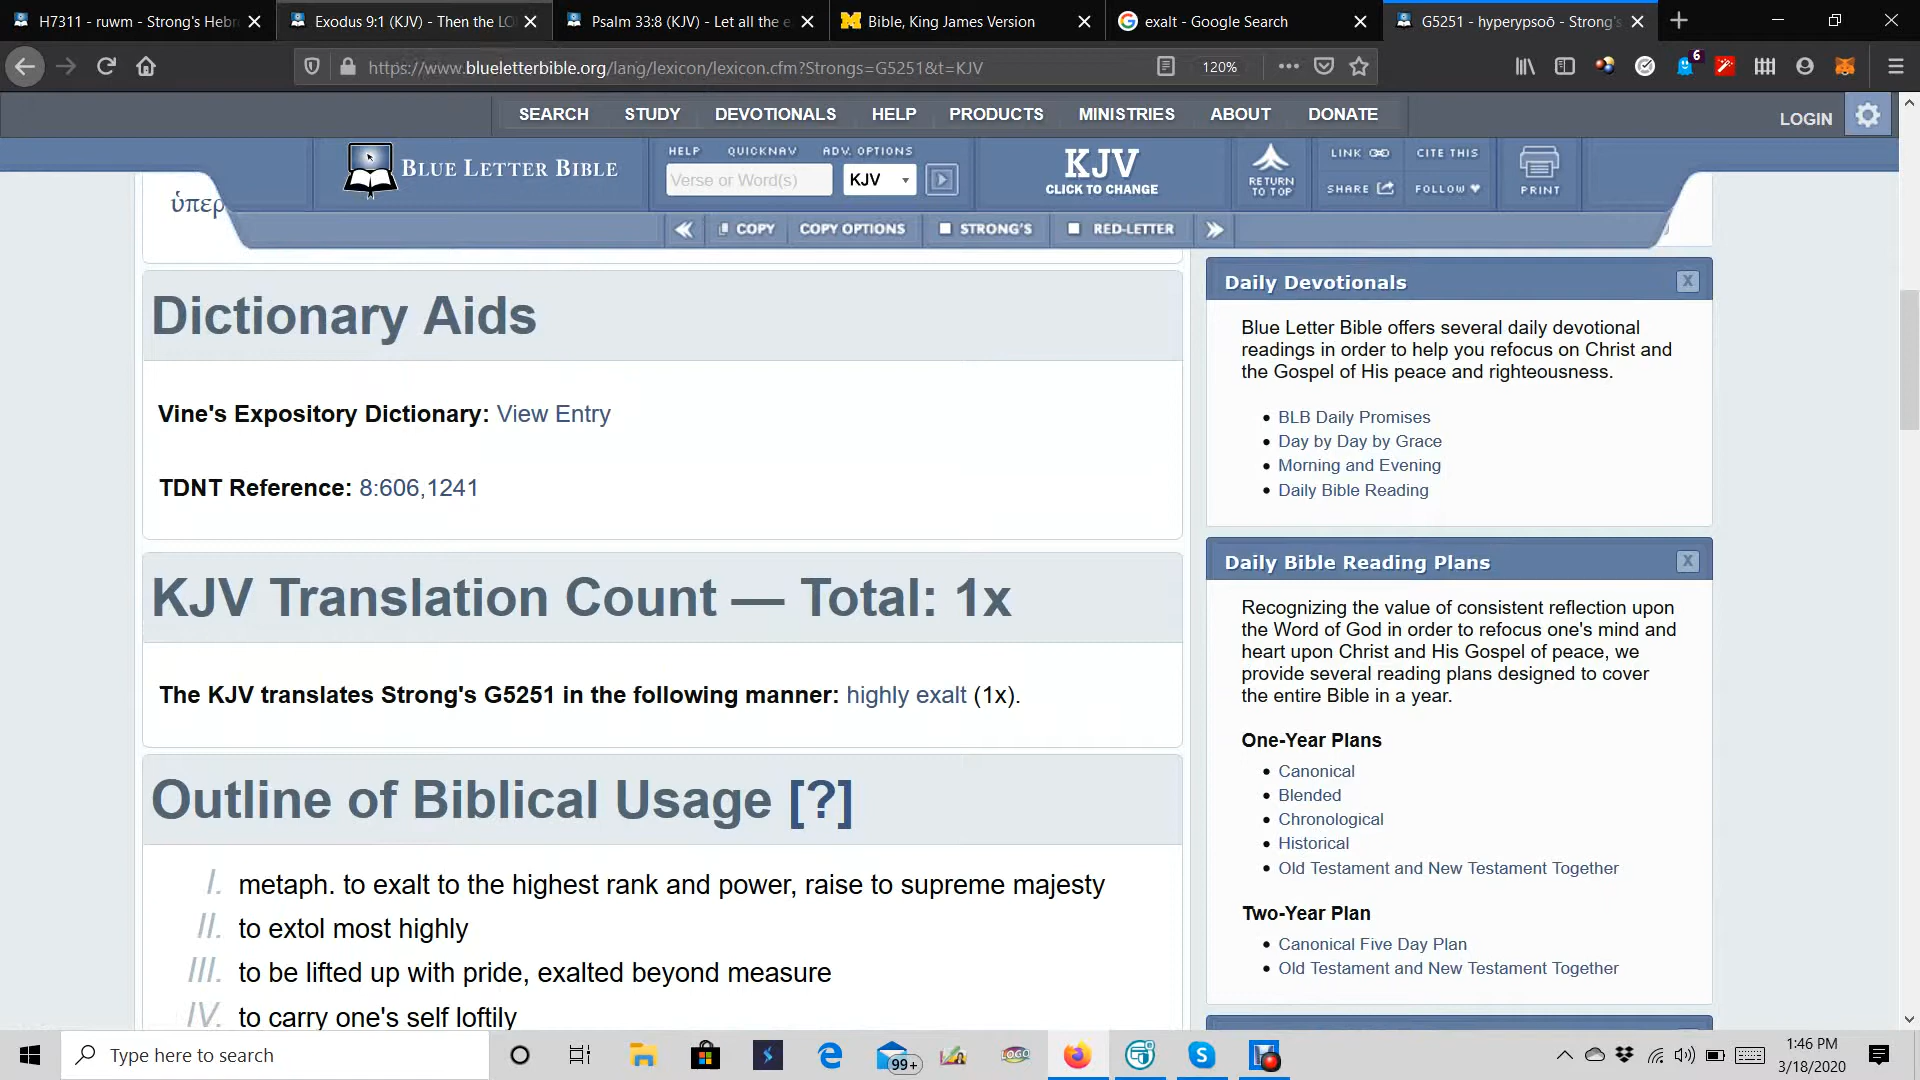 H7311 - ruwm - Strong's Hebr
Exodus 9:1 (KJV) - Then the LO
Psalm 33:8 (KJV) - Let all the e
Bible, King James Version
exalt - Google Search
G5251 - hyperypsoō - Strong's
https://www.blueletterbible.org/lang/lexicon/lexicon.cfm?Strongs=G5251&t=KJV
120%
6
SEARCH STUDY DEVOTIONALS HELP PRODUCTS MINISTRIES ABOUT DONATE
LOGIN
BLUE LETTER BIBLE
HELP QUICKNAV ADV. OPTIONS
Verse or Word(s)
KJV
KJV
CLICK TO CHANGE
RETURN
TO TOP
LINK CITE THIS
SHARE FOLLOW
PRINT
ὑπερ
COPY COPY OPTIONS STRONG'S RED-LETTER
Dictionary Aids
Vine's Expository Dictionary: View Entry
TDNT Reference: 8:606,1241
KJV Translation Count — Total: 1x
The KJV translates Strong's G5251 in the following manner: highly exalt (1x).
Outline of Biblical Usage [?]
I. metaph. to exalt to the highest rank and power, raise to supreme majesty
II. to extol most highly
III. to be lifted up with pride, exalted beyond measure
IV. to carry one's self loftily
Daily Devotionals
X
Blue Letter Bible offers several daily devotional
readings in order to help you refocus on Christ and
the Gospel of His peace and righteousness.
BLB Daily Promises
Day by Day by Grace
Morning and Evening
Daily Bible Reading
Daily Bible Reading Plans
X
Recognizing the value of consistent reflection upon
the Word of God in order to refocus one's mind and
heart upon Christ and His Gospel of peace, we
provide several reading plans designed to cover
the entire Bible in a year.
One-Year Plans
Canonical
Blended
Chronological
Historical
Old Testament and New Testament Together
Two-Year Plan
Canonical Five Day Plan
Old Testament and New Testament Together
Type here to search
99+
LOGO
1:46 PM
3/18/2020